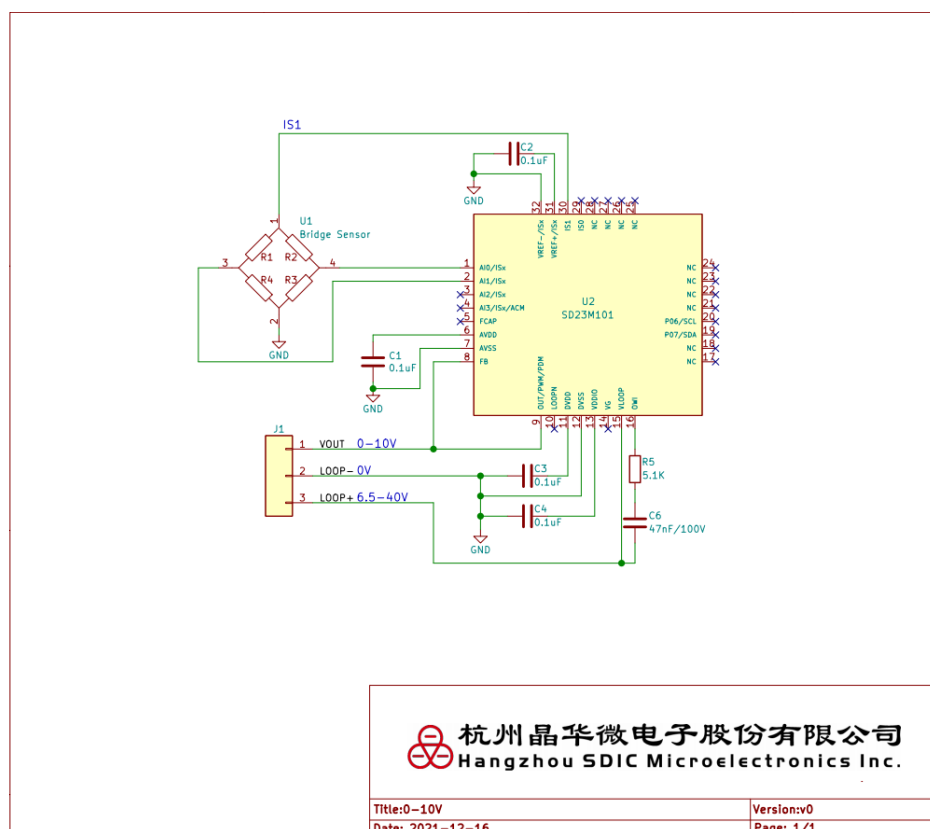 IS1
C2
0.1uF
GND
32
31
30
29
28
27
26
25
VREF-/ISx
VREF+/ISx
IS1
IS0
NC
NC
NC
NC
1
U1
Bridge Sensor
R1
R2
R4
R3
3
4
2
GND
1
2
3
4
5
6
7
8
AI0/ISx
AI1/ISx
AI2/ISx
AI3/ISx/ACM
FCAP
AVDD
AVSS
FB
U2
SD23M101
NC
NC
NC
NC
P06/SCL
P07/SDA
NC
NC
24
23
22
21
20
19
18
17
C1
0.1uF
GND
OUT/PWM/PDM
LOOPN
DVDD
DVSS
VDDIO
VG
VLOOP
OWI
9
10
11
12
13
14
15
16
J1
1 VOUT 0-10V
2 LOOP- 0V
3 LOOP+ 6.5-40V
C3
0.1uF
C4
0.1uF
GND
R5
5.1K
C6
47nF/100V
杭州晶华微电子股份有限公司
Hangzhou SDIC Microelectronics Inc.
Title:0-10V
Version:v0
Date: 2021-12-16
Page: 1/1